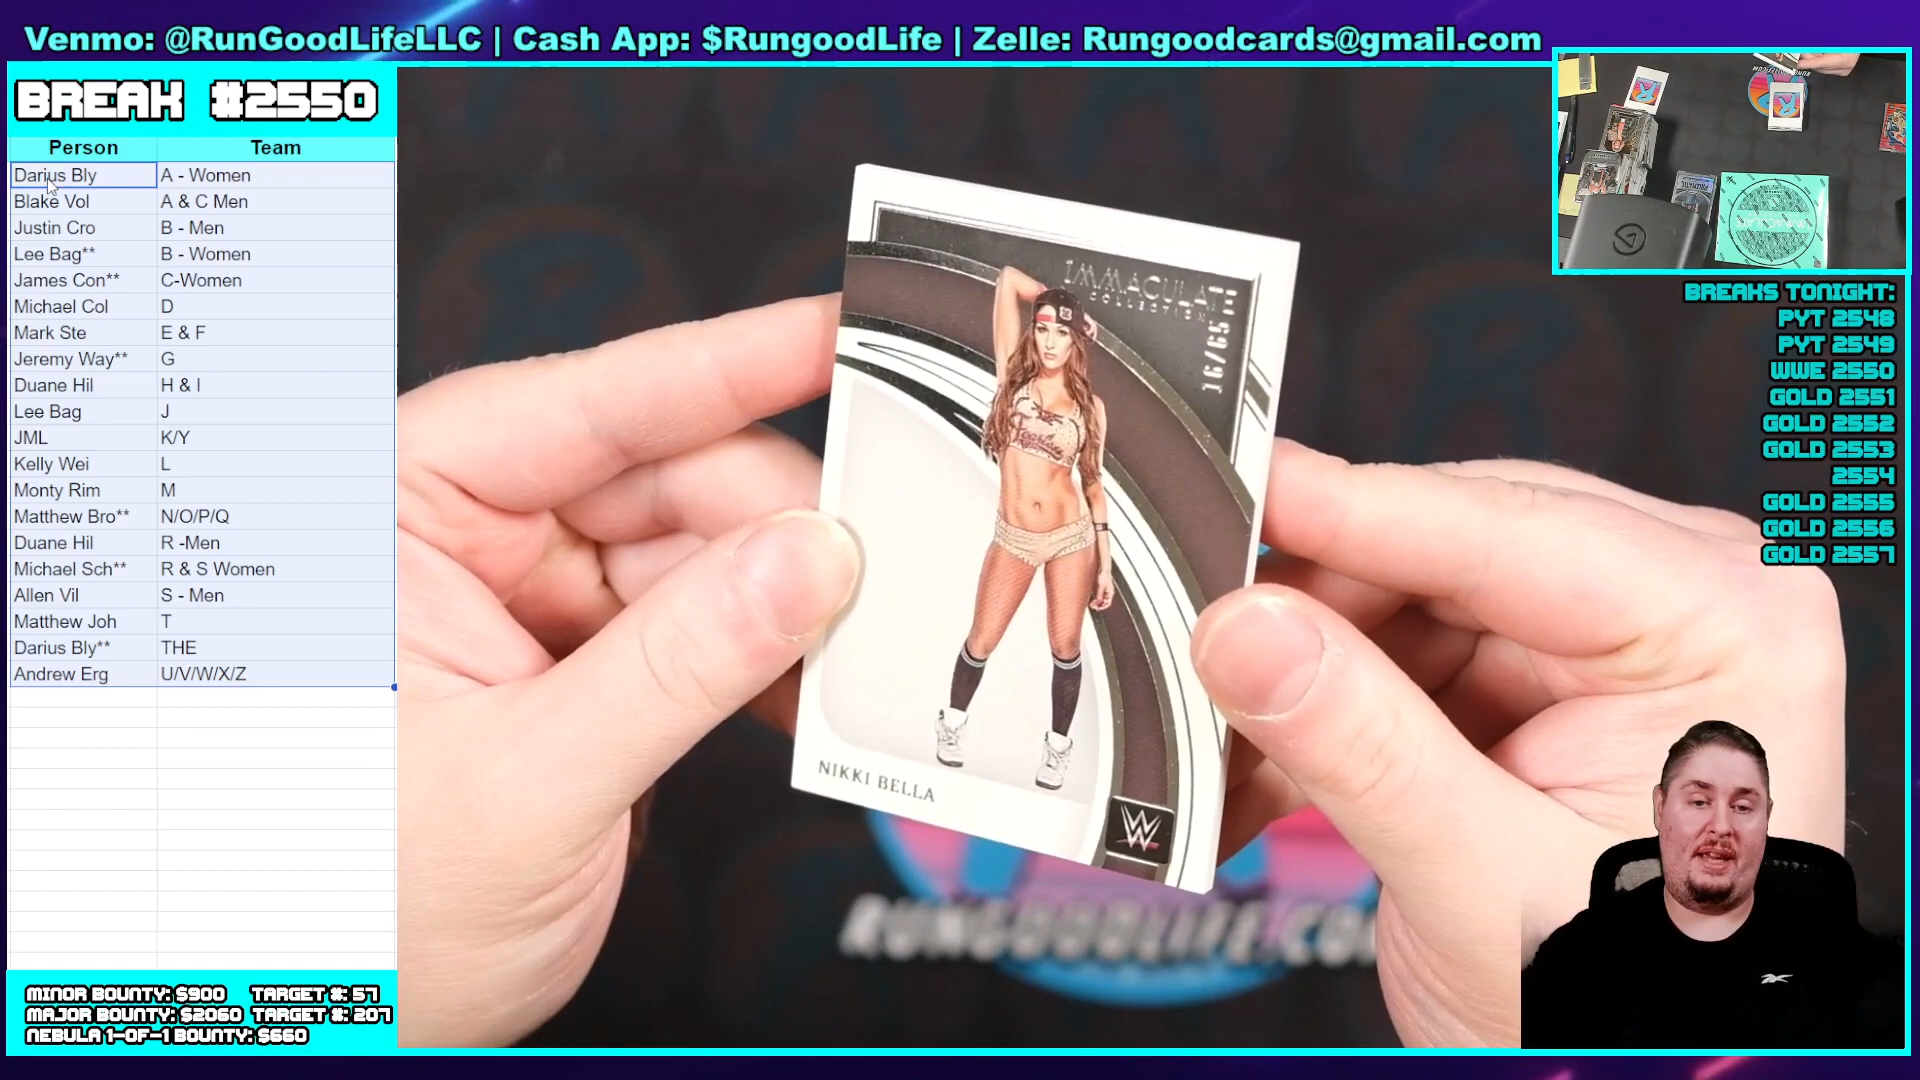 Venmo: @RunGoodLifeLLC | Cash App: $RungoodLife | Zelle: Rungoodcards@gmail.com
BREAK #2550
Person Team
Darius Bly A - Women
Blake Vol A & C Men
Justin Cro B - Men
Lee Bag** B - Women
James Con** C-Women
Michael Col D
Mark Ste E & F
Jeremy Way** G
Duane Hil H & I
Lee Bag J
JML K/Y
Kelly Wei L
Monty Rim M
Matthew Bro** N/O/P/Q
Duane Hil R -Men
Michael Sch** R & S Women
Allen Vil S - Men
Matthew Joh T
Darius Bly** THE
Andrew Erg U/V/W/X/Z
MINOR BOUNTY: $900 TARGET #: 57
MAJOR BOUNTY: $2060 TARGET #: 207
NEBULA 1-OF-1 BOUNTY: $660
IMMACULATE
COLLECTION
16/65
NIKKI BELLA
W
RUNGOODLIFE.CO
BREAKS TONIGHT:
PYT 2548
PYT 2549
WWE 2550
GOLD 2551
GOLD 2552
GOLD 2553
2554
GOLD 2555
GOLD 2556
GOLD 2557